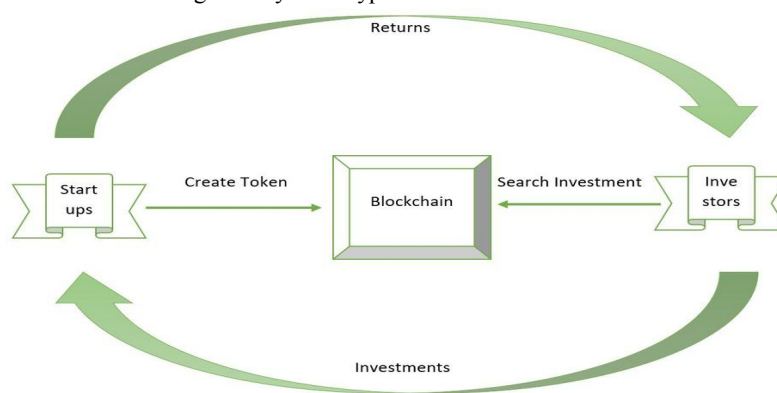 Returns
Start
ups
Create Token
Blockchain
Search Investment
Inve
stors
Investments